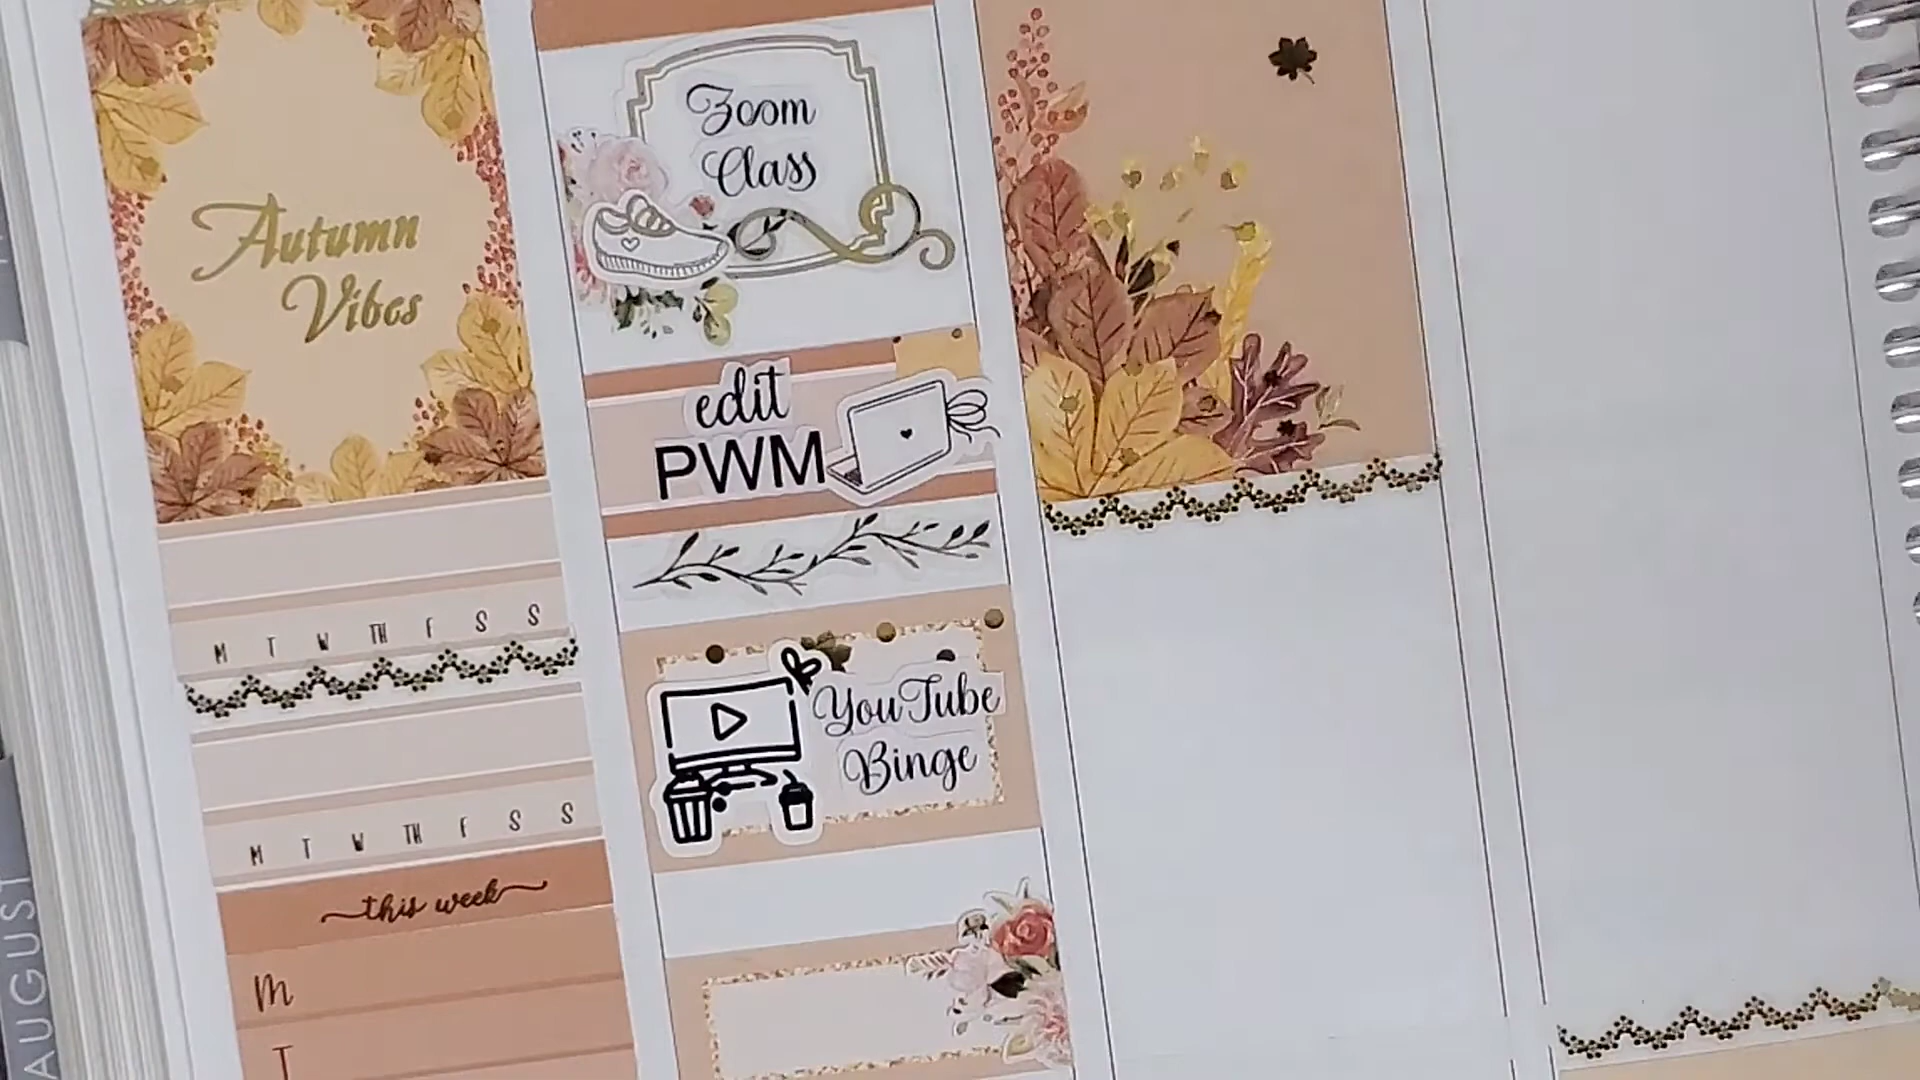 Autumn
Vibes
M T W TH F S S
M T W TH F S S
this week
M
T
AUGUST
Zoom
Class
edit
PWM
YouTube
Binge